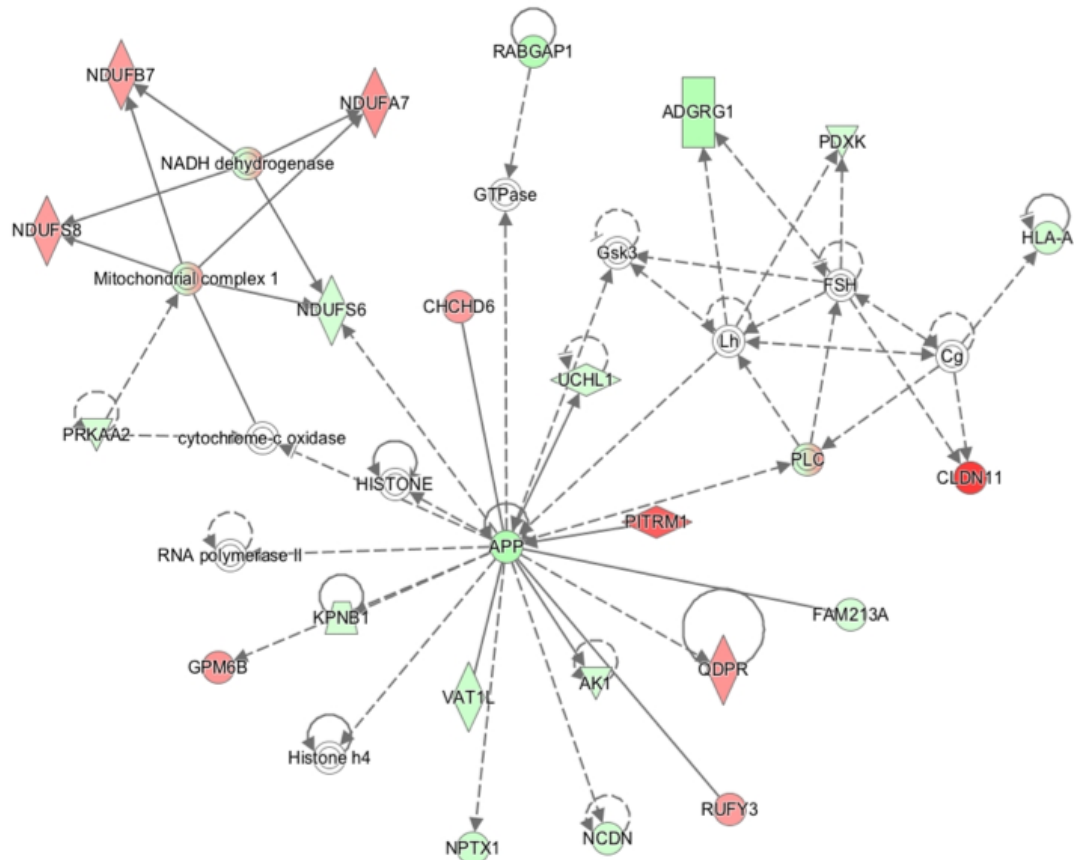 RABGAP1
NDUFB7
NDUFA7
ADGRG1
PDXK
NADH dehydrogenase
GTPase
NDUFS8
HLA-A
Gsk3
Mitochondrial complex 1
FSH
NDUFS6
CHCHD6
Lh
Cg
UCHL1
PRKAA2
cytochrome-c oxidase
PLC
HISTONE
CLDN11
PITRM1
APP
RNA polymerase II
KPNB1
FAM213A
GPM6B
QDPR
AK1
VAT1L
Histone h4
RUFY3
NCDN
NPTX1